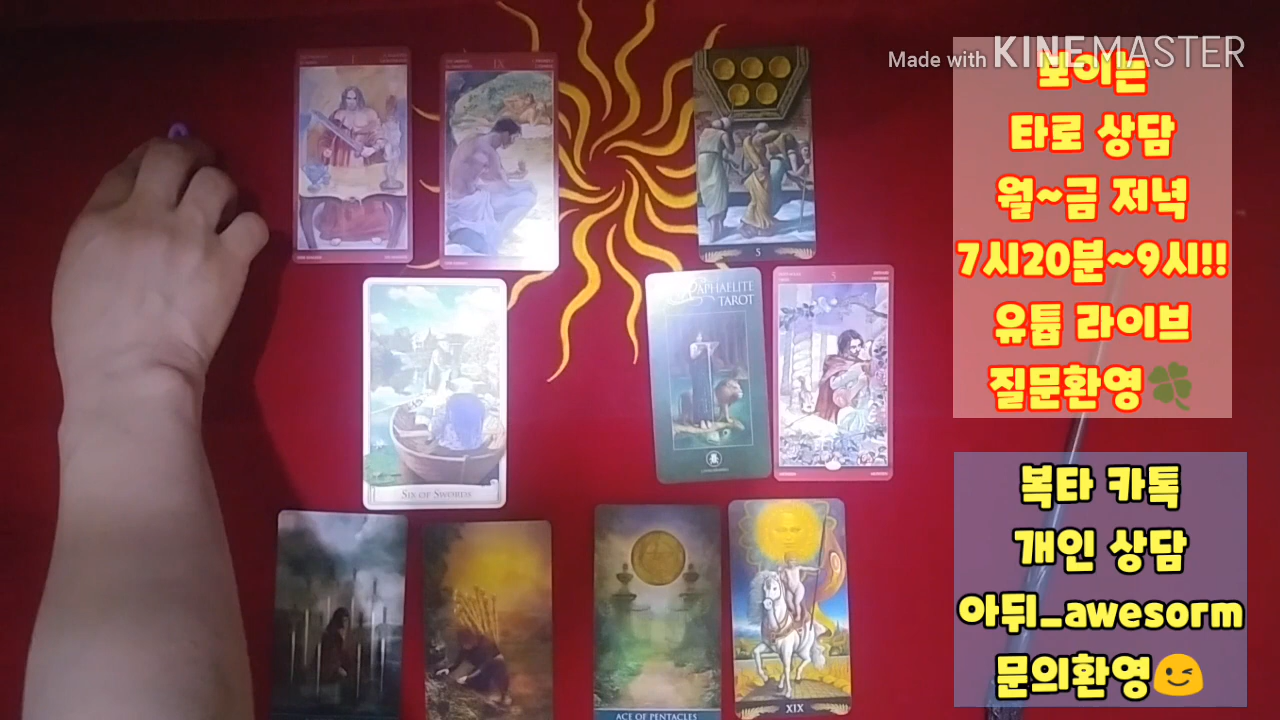 Made with KINEMASTER
보이는
타로 상담
월~금 저녁
7시20분~9시!!
유튭 라이브
질문환영🍀
복타 카톡
개인 상담
아뒤_awesorm
문의환영😉
I
IX
5
RAPHAELITE
TAROT
5
SIX OF SWORDS
ACE OF PENTACLES
XIX